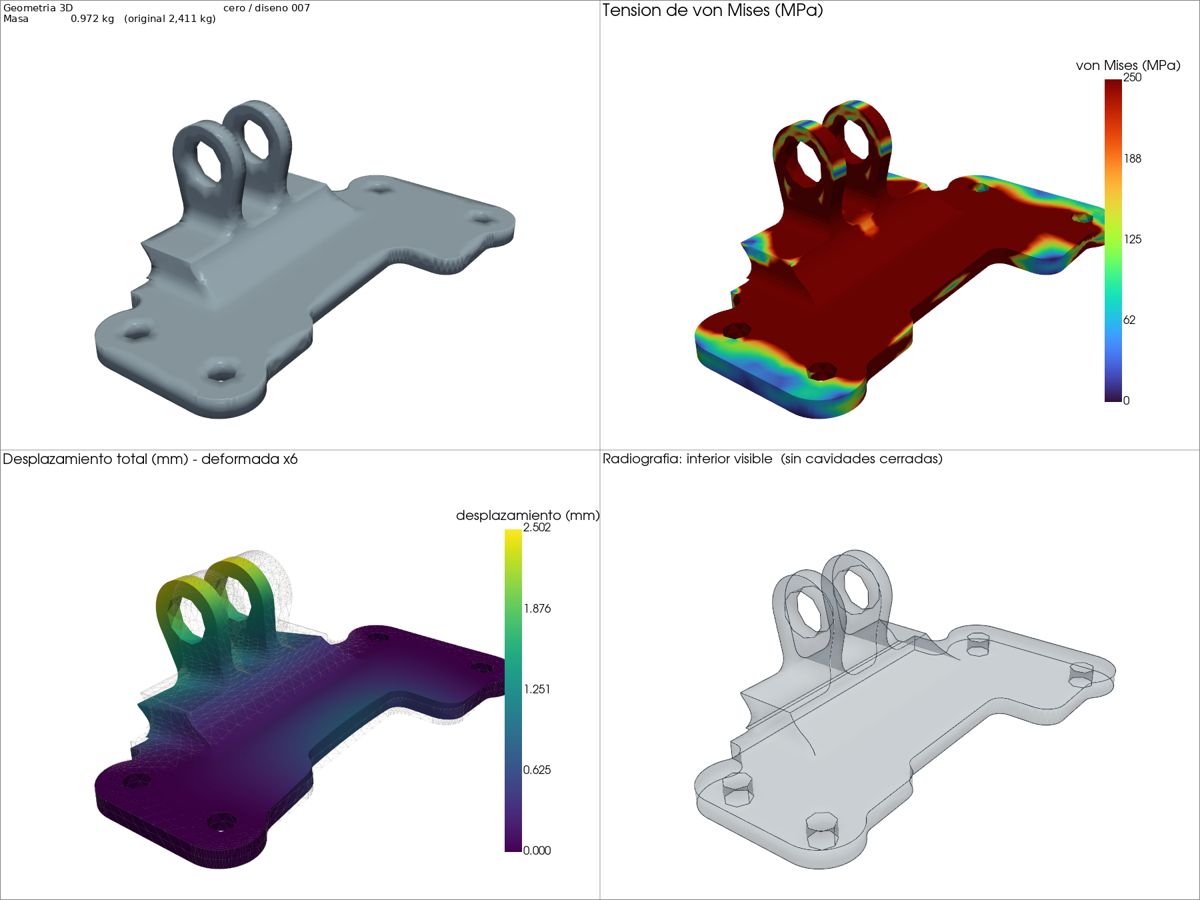 Geometria 3D cero / diseno 007
Masa 0.972 kg (original 2,411 kg)
Tension de von Mises (MPa)
von Mises (MPa)
250
188
125
62
0
Desplazamiento total (mm) - deformada x6
desplazamiento (mm)
2.502
1.876
1.251
0.625
0.000
Radiografia: interior visible (sin cavidades cerradas)